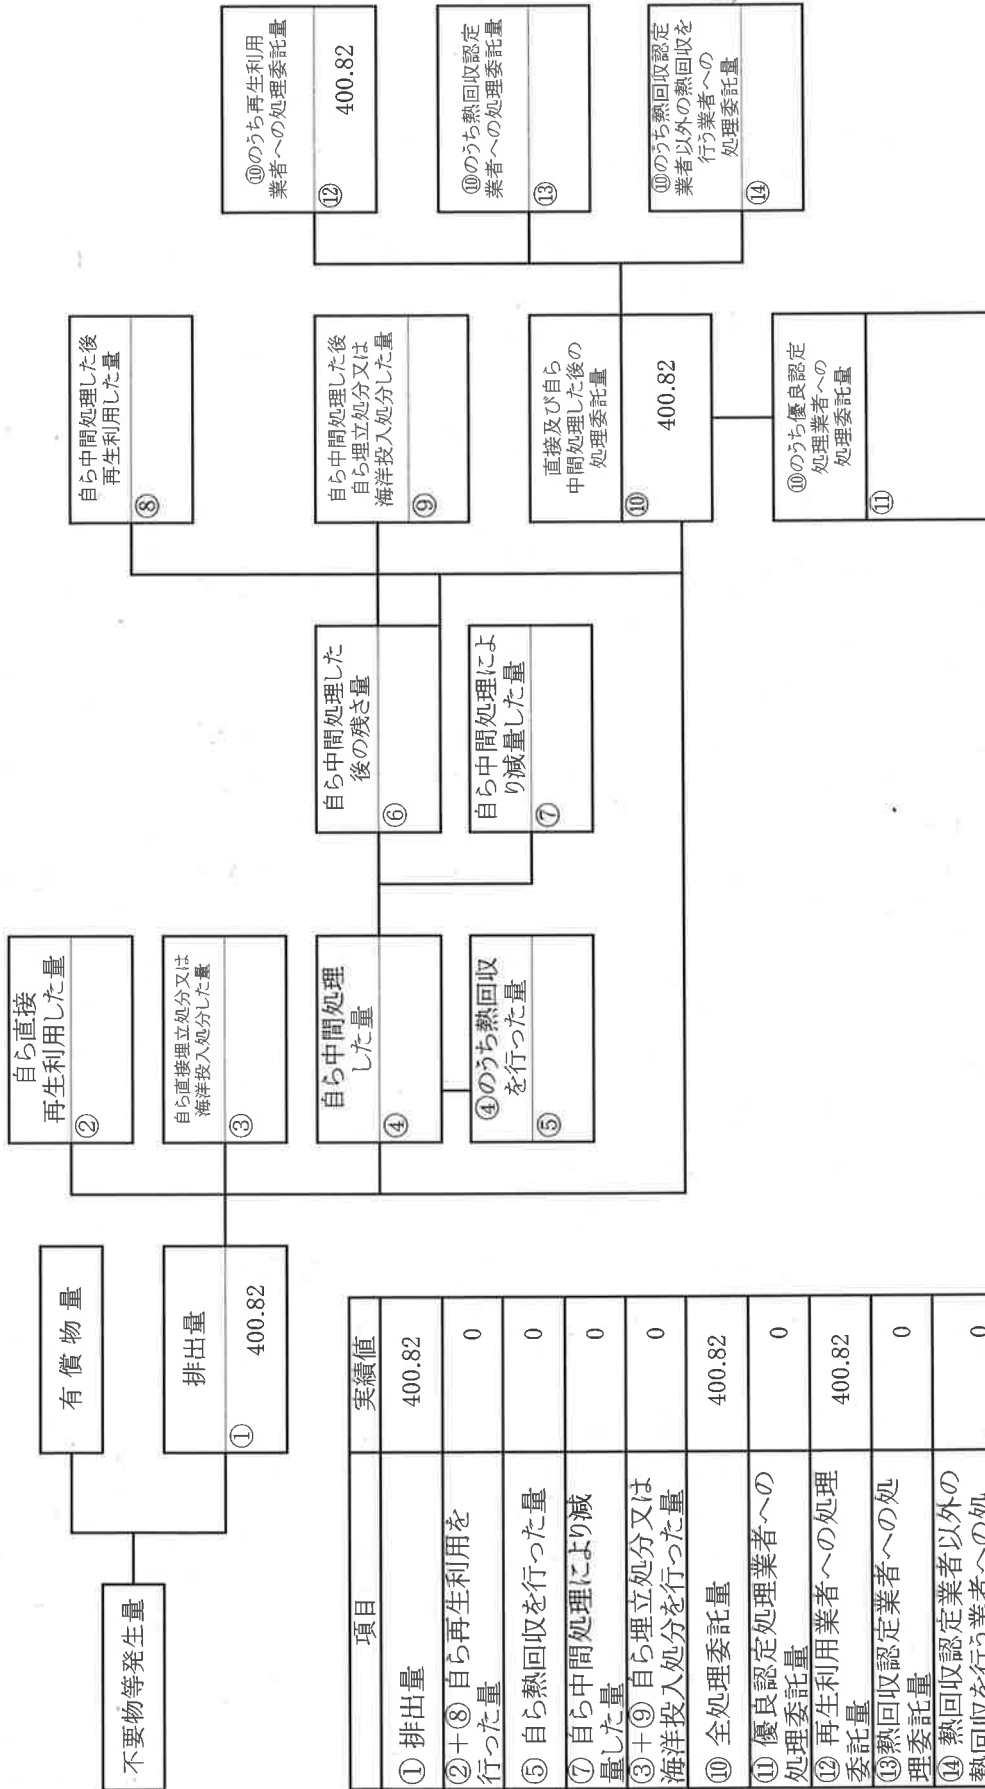 不要物等発生量
有償物量
排出量
①
400.82
自ら直接
再生利用した量
②
自ら直接埋立処分又は
海洋投入処分した量
③
自ら中間処理
した量
④
④のうち熱回収
を行った量
⑤
自ら中間処理した
後の残さ量
⑥
自ら中間処理によ
り減量した量
⑦
自ら中間処理した後
再生利用した量
⑧
自ら中間処理した後
自ら埋立処分又は
海洋投入処分した量
⑨
直接及び自ら
中間処理した後の
処理委託量
⑩
400.82
⑩のうち優良認定
処理業者への
処理委託量
⑪
⑩のうち再生利用
業者への処理委託量
⑫
400.82
⑩のうち熱回収認定
業者への処理委託量
⑬
⑩のうち熱回収認定
業者以外の熱回収を
行う業者への
処理委託量
⑭
項目 実績値
① 排出量 400.82
②+⑧ 自ら再生利用を
行った量 0
⑤ 自ら熱回収を行った量 0
⑦ 自ら中間処理により減
量した量 0
③+⑨ 自ら埋立処分又は
海洋投入処分を行った量 0
⑩ 全処理委託量 400.82
⑪ 優良認定処理業者への
処理委託量 0
⑫ 再生利用業者への処理
委託量 400.82
⑬熱回収認定業者への処
理委託量 0
⑭ 熱回収認定業者以外の
熱回収を行う業者への処 0